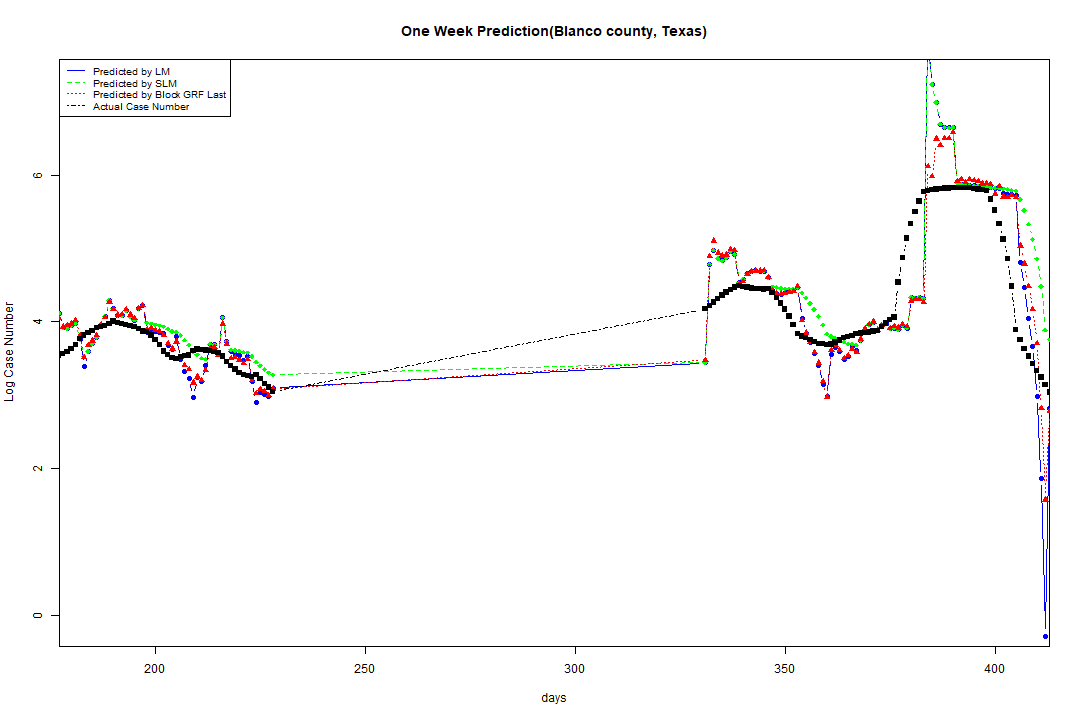 One Week Prediction(Blanco county, Texas)
Predicted by LM
Predicted by SLM
Predicted by Block GRF Last
Actual Case Number
Log Case Number
6
4
2
0
200 250 300 350 400
days